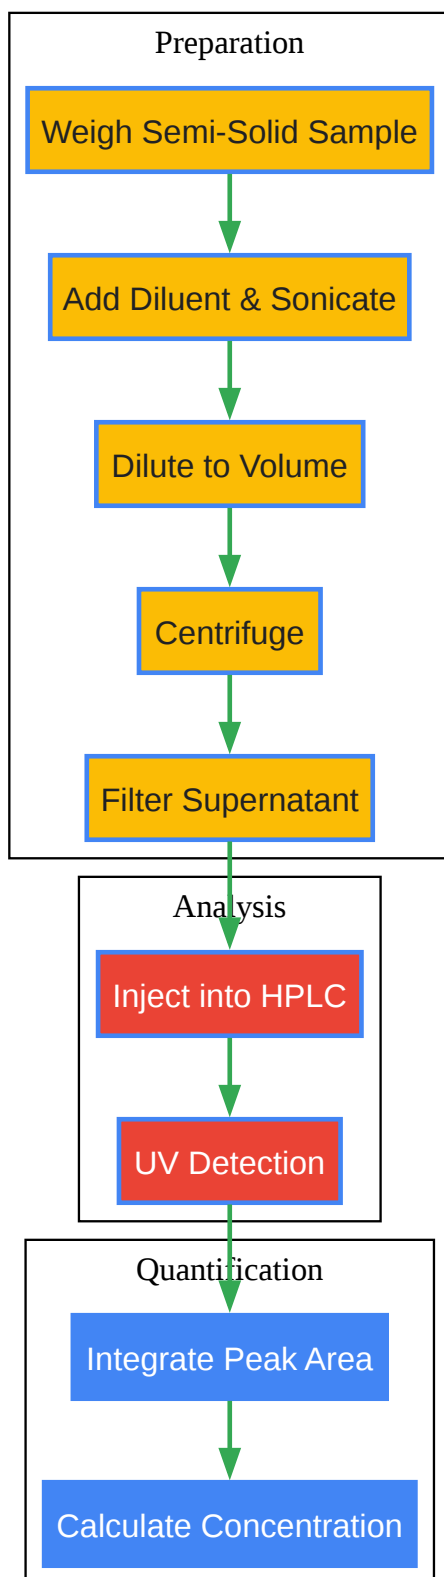 Preparation
Weigh Semi-Solid Sample
Add Diluent & Sonicate
Dilute to Volume
Centrifuge
Filter Supernatant
Analysis
Inject into HPLC
UV Detection
Quantification
Integrate Peak Area
Calculate Concentration